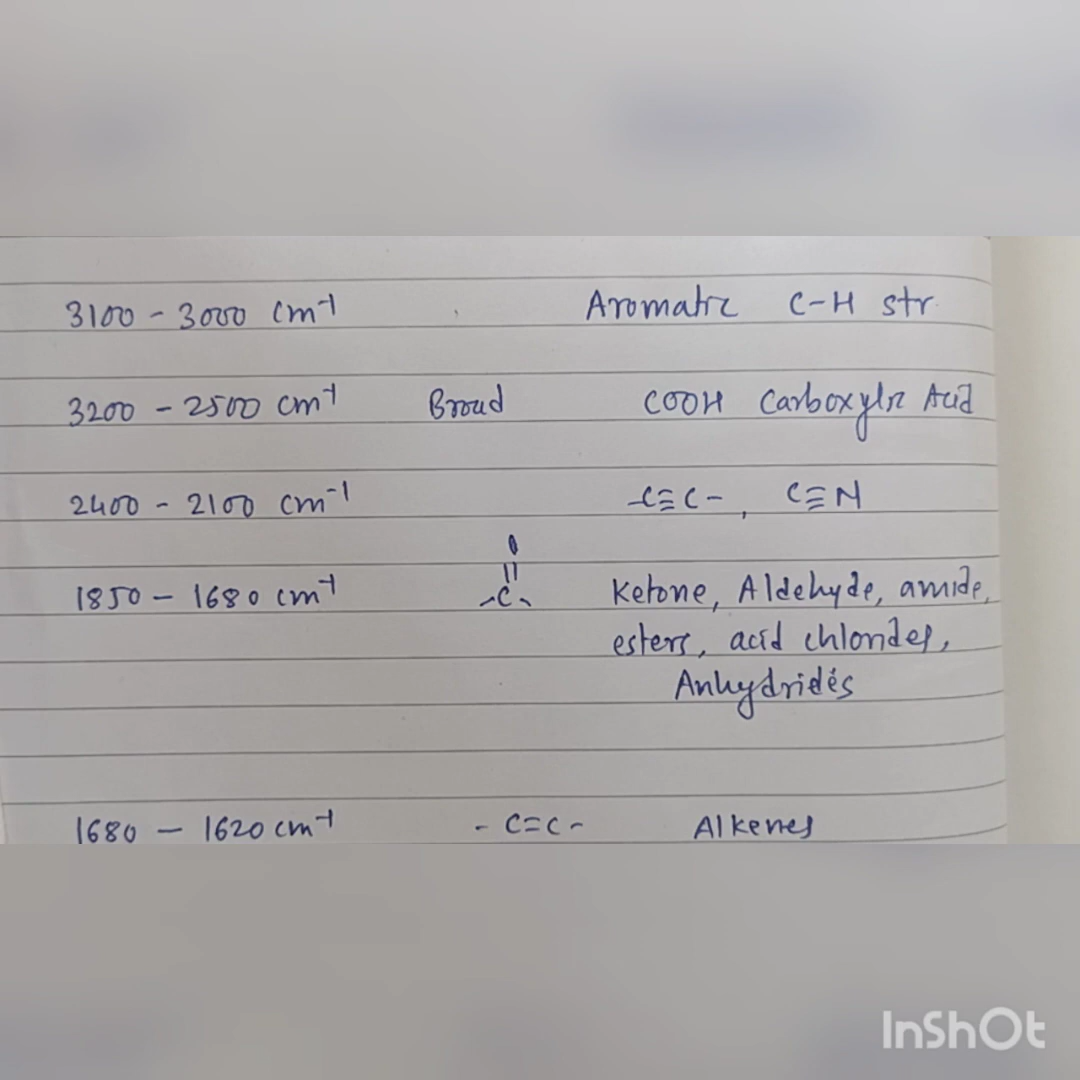 3100 - 3000 cm⁻¹ Aromatic C-H str.
3200 - 2500 cm⁻¹ Broad COOH Carboxylic Acid
2400 - 2100 cm⁻¹ -C≡C-, C≡N
O
||
1850 - 1680 cm⁻¹ -C- Ketone, Aldehyde, amide,
esters, acid chlorides,
Anhydrides
1680 - 1620 cm⁻¹ -C=C- Alkenes
InShOt